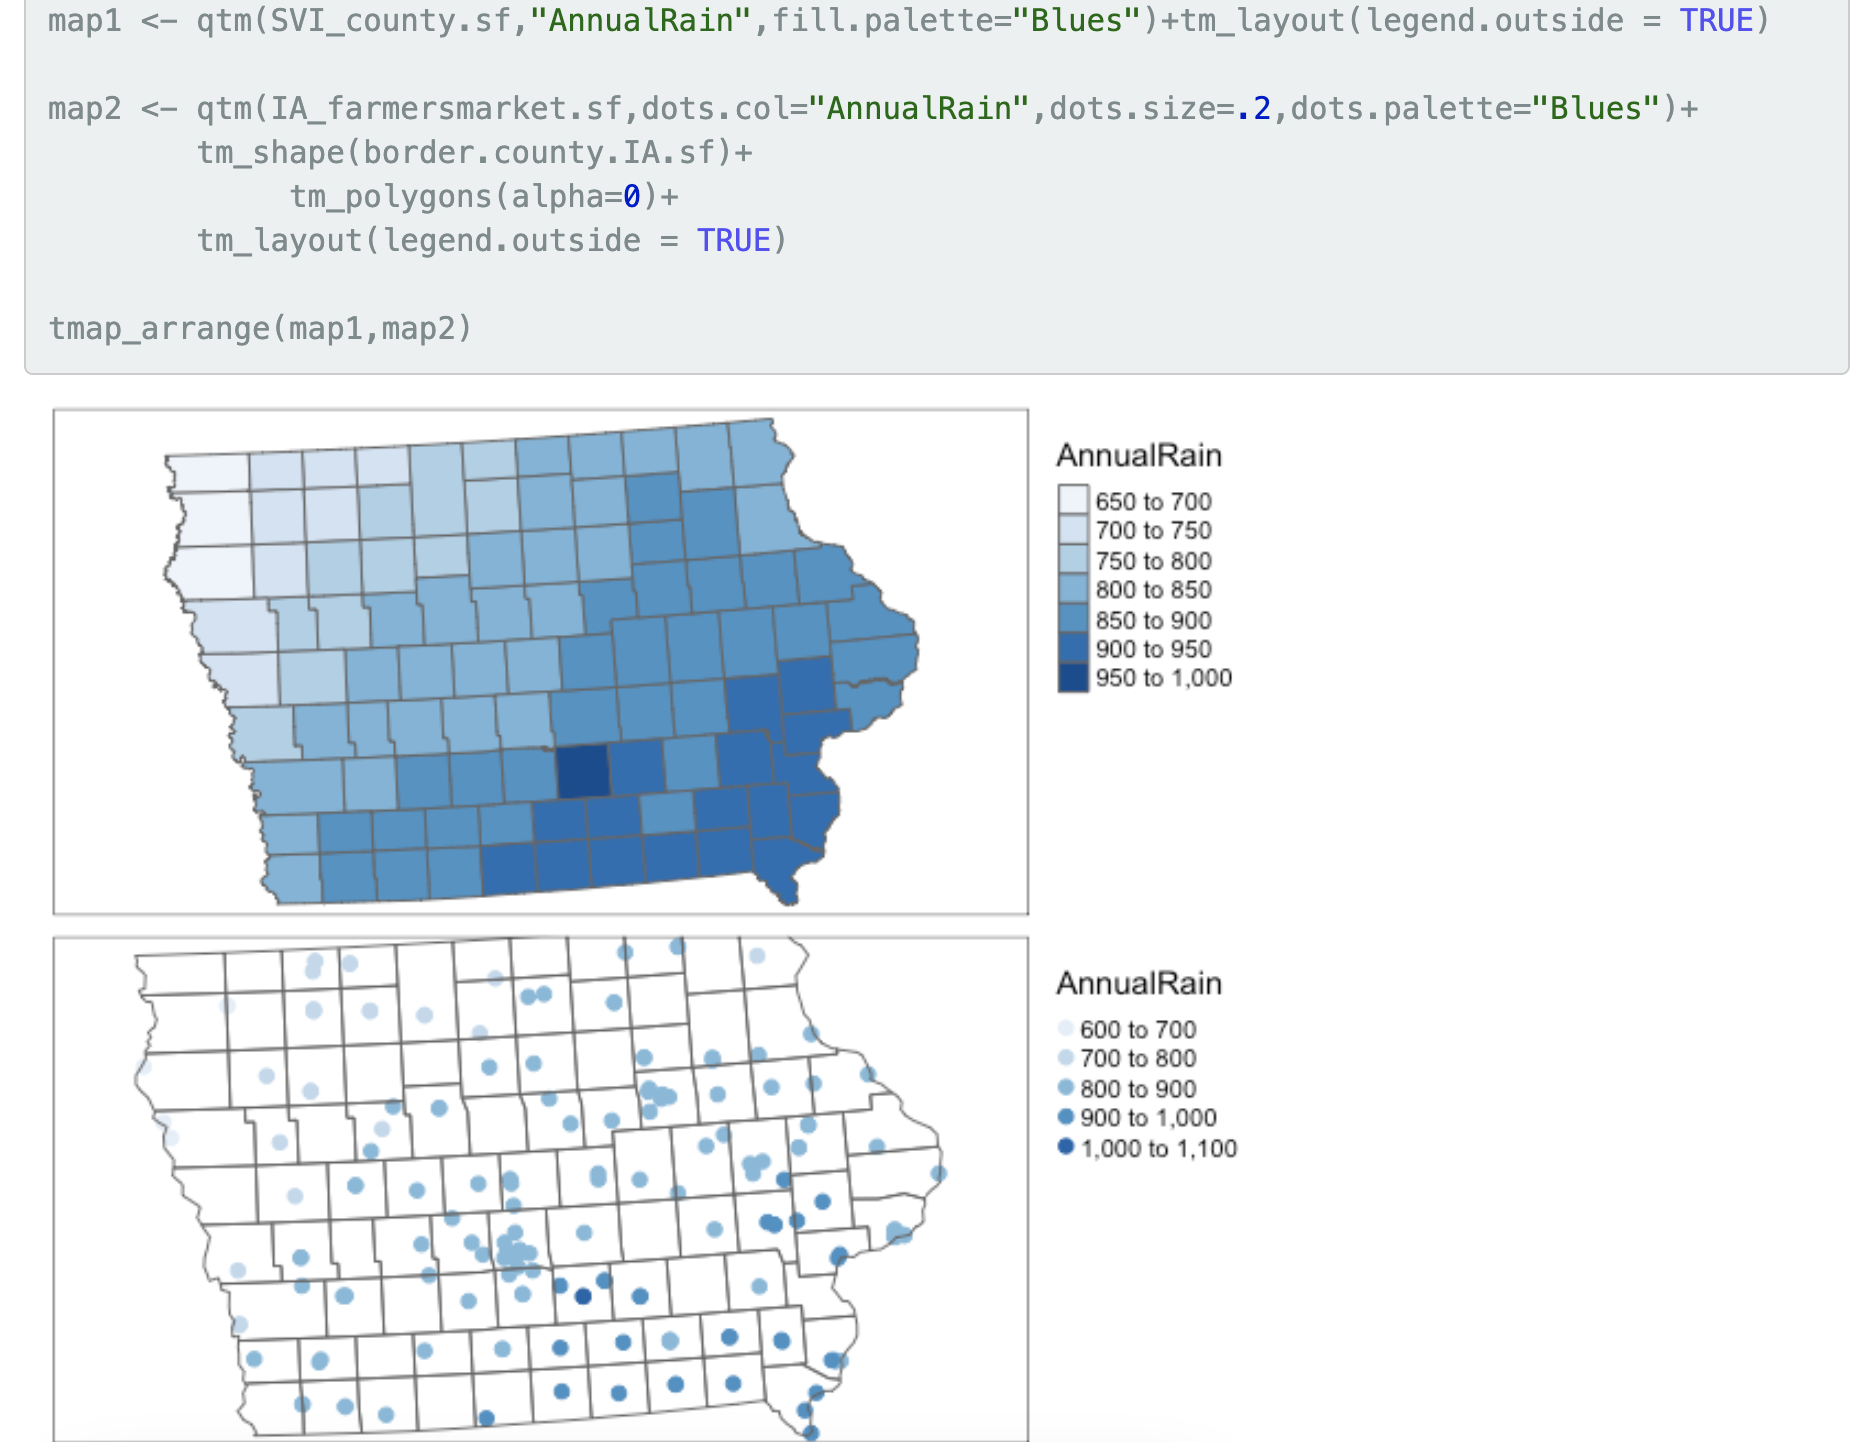 map1 <- qtm(SVI_county.sf,"AnnualRain",fill.palette="Blues")+tm_layout(legend.outside = TRUE)
map2 <- qtm(IA_farmersmarket.sf,dots.col="AnnualRain",dots.size=.2,dots.palette="Blues")+
tm_shape(border.county.IA.sf)+
tm_polygons(alpha=0)+
tm_layout(legend.outside = TRUE)
tmap_arrange(map1,map2)
AnnualRain
650 to 700
700 to 750
750 to 800
800 to 850
850 to 900
900 to 950
950 to 1,000
AnnualRain
600 to 700
700 to 800
800 to 900
900 to 1,000
1,000 to 1,100